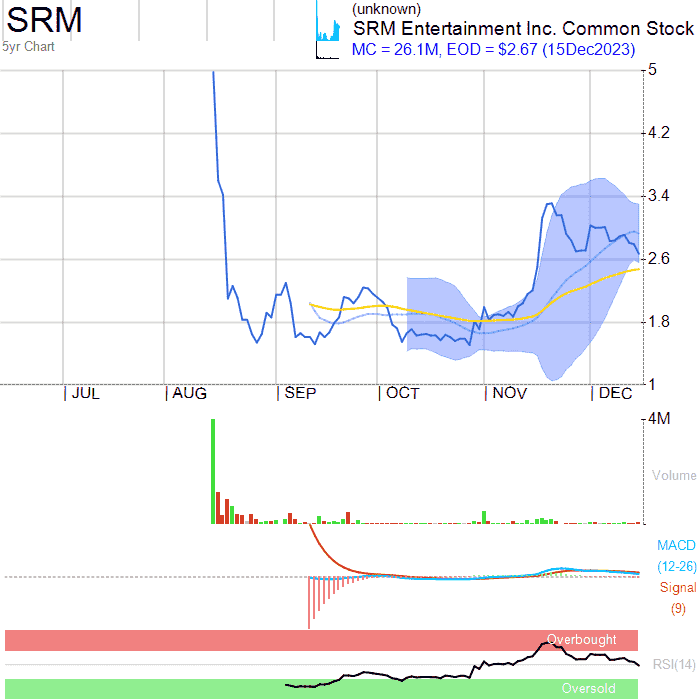 SRM
5yr Chart
(unknown)
SRM Entertainment Inc. Common Stock
MC = 26.1M, EOD = $2.67 (15Dec2023)
5
4.2
3.4
2.6
1.8
1
| JUL | AUG | SEP | OCT | NOV | DEC
4M
Volume
MACD
(12-26)
Signal
(9)
Overbought
RSI(14)
Oversold